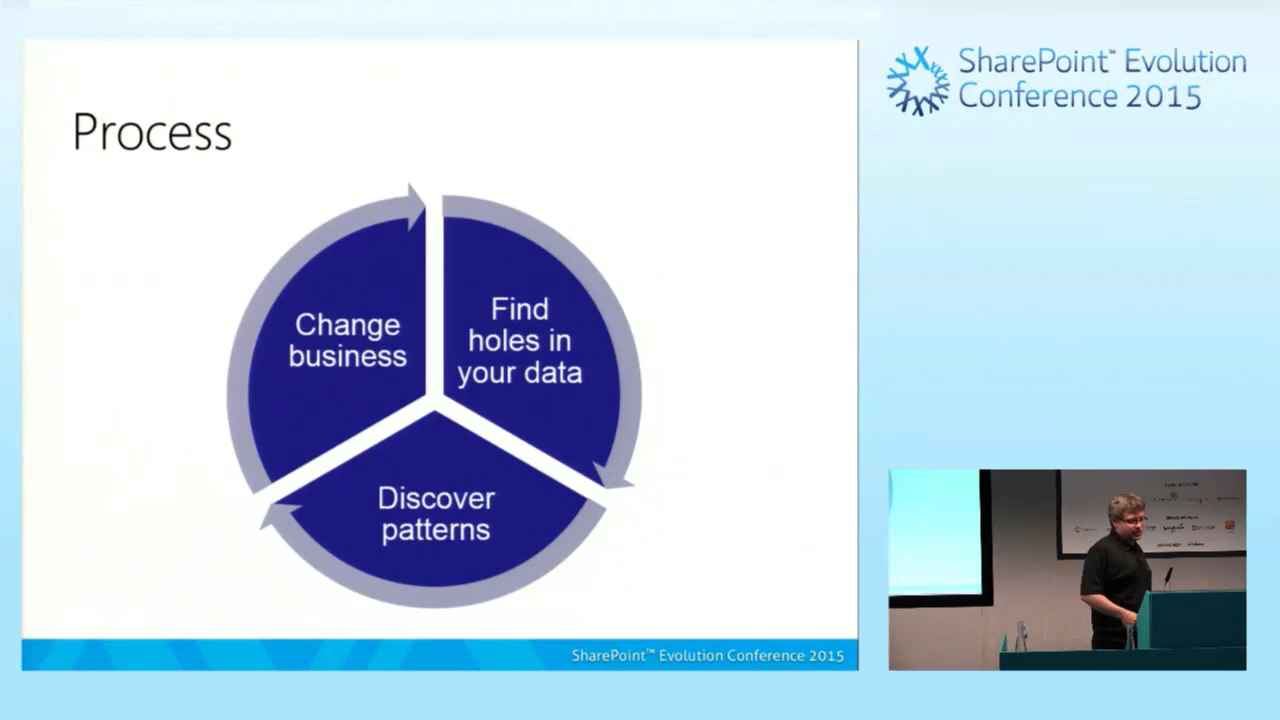 Process
Change
business
Find
holes in
your data
Discover
patterns
SharePoint™ Evolution Conference 2015
SharePoint™ Evolution
Conference 2015